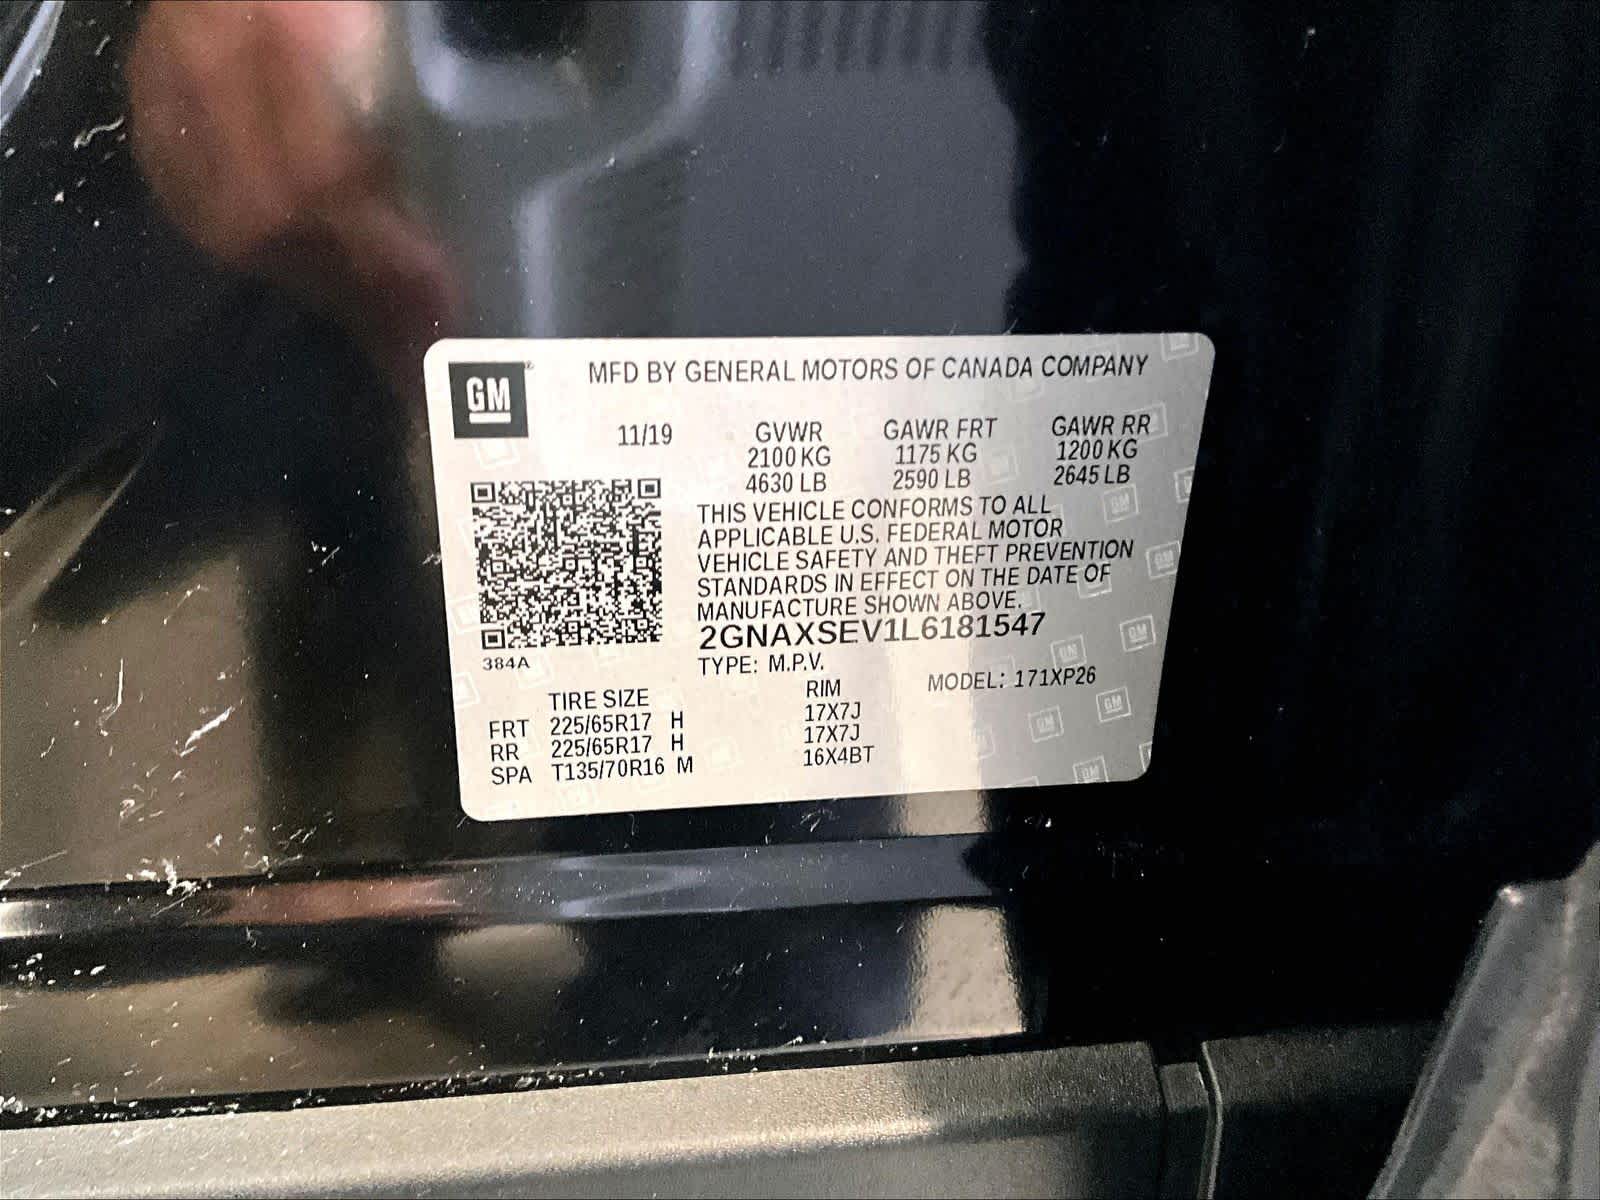 GM
MFD BY GENERAL MOTORS OF CANADA COMPANY
11/19 GVWR GAWR FRT GAWR RR
2100 KG 1175 KG 1200 KG
4630 LB 2590 LB 2645 LB
THIS VEHICLE CONFORMS TO ALL
APPLICABLE U.S. FEDERAL MOTOR
VEHICLE SAFETY AND THEFT PREVENTION
STANDARDS IN EFFECT ON THE DATE OF
MANUFACTURE SHOWN ABOVE.
2GNAXSEV1L6181547
384A
TYPE: M.P.V. MODEL: 171XP26
TIRE SIZE RIM
FRT 225/65R17 H 17X7J
RR 225/65R17 H 17X7J
SPA T135/70R16 M 16X4BT